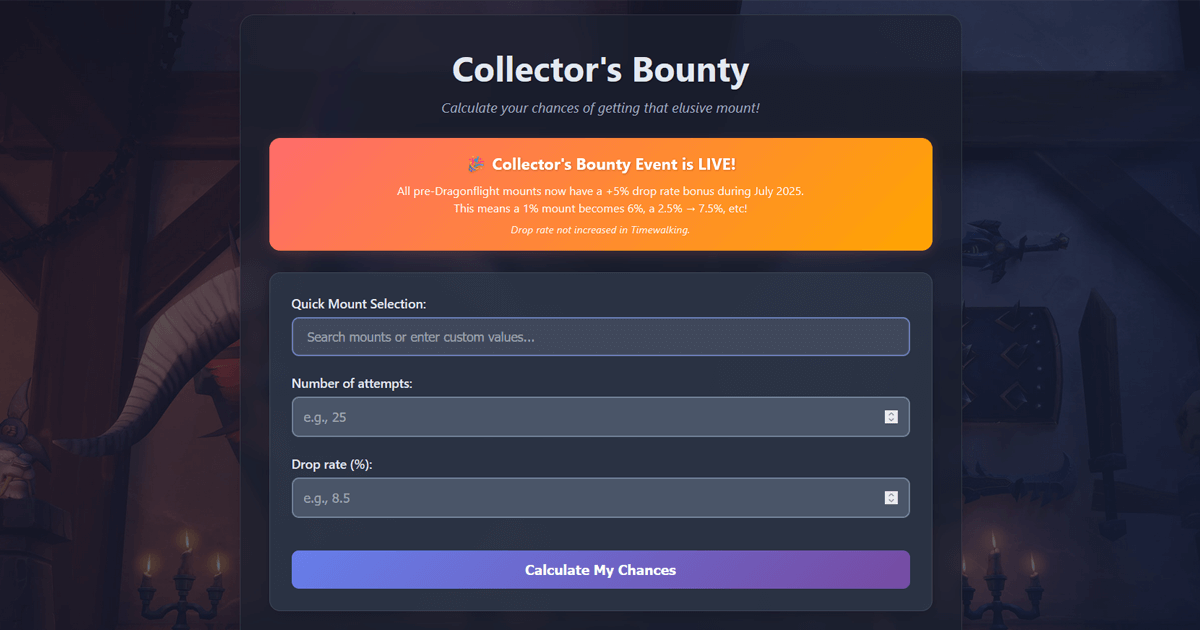 Collector's Bounty
Calculate your chances of getting that elusive mount!
🎉 Collector's Bounty Event is LIVE!
All pre-Dragonflight mounts now have a +5% drop rate bonus during July 2025.
This means a 1% mount becomes 6%, a 2.5% → 7.5%, etc!
Drop rate not increased in Timewalking.
Quick Mount Selection:
Search mounts or enter custom values...
Number of attempts:
e.g., 25
Drop rate (%):
e.g., 8.5
Calculate My Chances